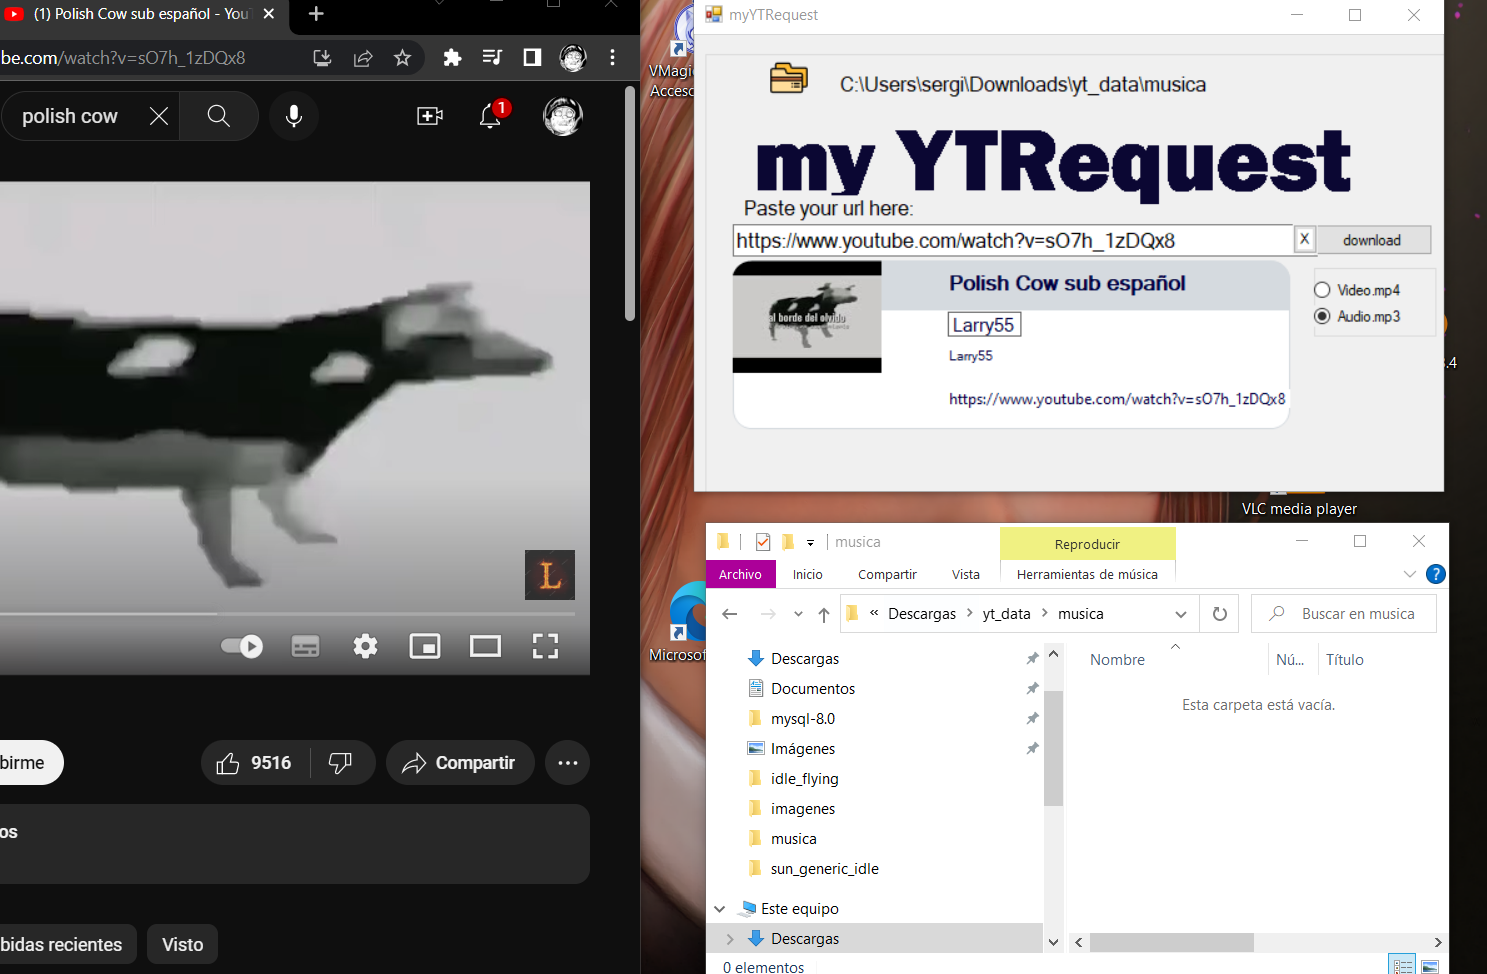 (1) Polish Cow sub español - You
be.com/watch?v=sO7h_1zDQx8
polish cow
1
L
9516
Compartir
birme
os
bidas recientes
Visto
VMagi
Acceso
Microsof
VLC media player
3.4
myYTRequest
C:\Users\sergi\Downloads\yt_data\musica
my YTRequest
Paste your url here:
https://www.youtube.com/watch?v=sO7h_1zDQx8
X
download
Video.mp4
Audio.mp3
Polish Cow sub español
Larry55
Larry55
https://www.youtube.com/watch?v=sO7h_1zDQx8
al borde del olvido
musica
Reproducir
Archivo
Inicio
Compartir
Vista
Herramientas de música
?
« Descargas > yt_data > musica
Buscar en musica
Descargas
Documentos
mysql-8.0
Imágenes
idle_flying
imagenes
musica
sun_generic_idle
Este equipo
Descargas
Nombre
Nú...
Título
Esta carpeta está vacía.
0 elementos